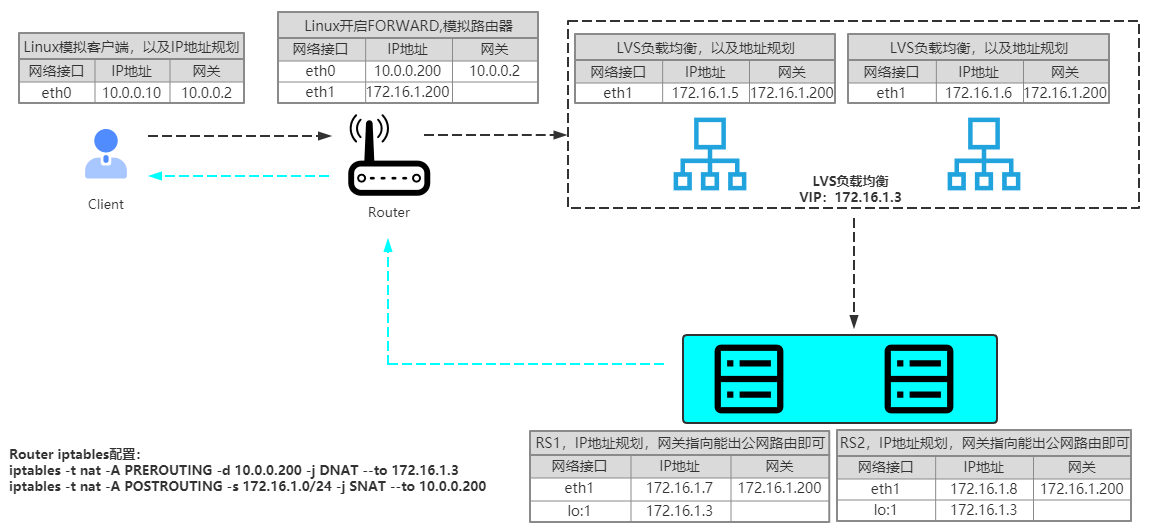 Linux模拟客户端，以及IP地址规划
网络接口 IP地址 网关
eth0 10.0.0.10 10.0.0.2
Linux开启FORWARD,模拟路由器
网络接口 IP地址 网关
eth0 10.0.0.200 10.0.0.2
eth1 172.16.1.200
LVS负载均衡，以及地址规划
网络接口 IP地址 网关
eth1 172.16.1.5 172.16.1.200
LVS负载均衡，以及地址规划
网络接口 IP地址 网关
eth1 172.16.1.6 172.16.1.200
Client
Router
LVS负载均衡
VIP：172.16.1.3
RS1，IP地址规划，网关指向能出公网路由即可
网络接口 IP地址 网关
eth1 172.16.1.7 172.16.1.200
lo:1 172.16.1.3
RS2，IP地址规划，网关指向能出公网路由即可
网络接口 IP地址 网关
eth1 172.16.1.8 172.16.1.200
lo:1 172.16.1.3
Router iptables配置：
iptables -t nat -A PREROUTING -d 10.0.0.200 -j DNAT --to 172.16.1.3
iptables -t nat -A POSTROUTING -s 172.16.1.0/24 -j SNAT --to 10.0.0.200